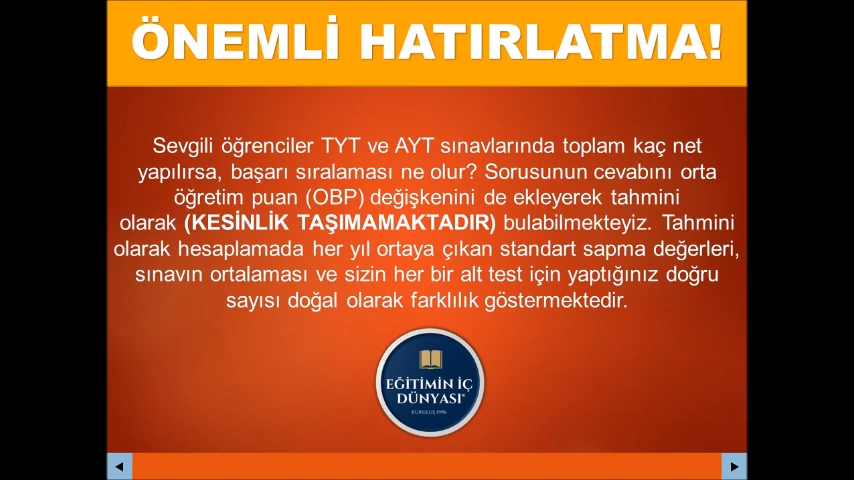 ÖNEMLİ HATIRLATMA!
Sevgili öğrenciler TYT ve AYT sınavlarında toplam kaç net
yapılırsa, başarı sıralaması ne olur? Sorusunun cevabını orta
öğretim puan (OBP) değişkenini de ekleyerek tahmini
olarak (KESİNLİK TAŞIMAMAKTADIR) bulabilmekteyiz. Tahmini
olarak hesaplamada her yıl ortaya çıkan standart sapma değerleri,
sınavın ortalaması ve sizin her bir alt test için yaptığınız doğru
sayısı doğal olarak farklılık göstermektedir.
EĞİTİMİN İÇ
DÜNYASI®
KURULUŞ 1996